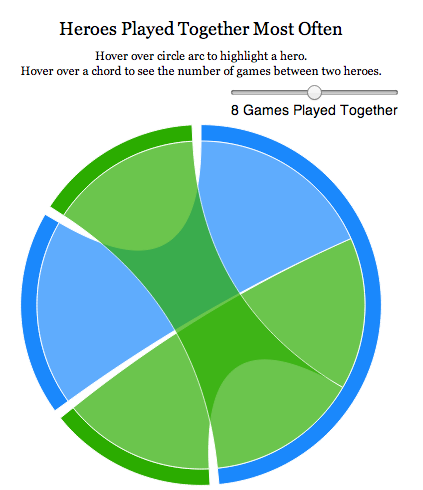 Heroes Played Together Most Often
Hover over circle arc to highlight a hero.
Hover over a chord to see the number of games between two heroes.
8 Games Played Together